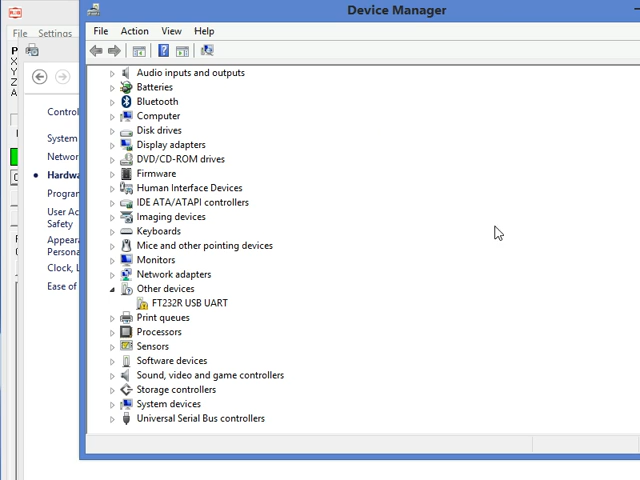 Device Manager
File Action View Help
File Settings
P
X
Y
Z
A
Control
System
Networ
Hardwa
Program
User Ac
Safety
Appeara
Persona
Clock, L
Ease of
Audio inputs and outputs
Batteries
Bluetooth
Computer
Disk drives
Display adapters
DVD/CD-ROM drives
Firmware
Human Interface Devices
IDE ATA/ATAPI controllers
Imaging devices
Keyboards
Mice and other pointing devices
Monitors
Network adapters
Other devices
FT232R USB UART
Print queues
Processors
Sensors
Software devices
Sound, video and game controllers
Storage controllers
System devices
Universal Serial Bus controllers